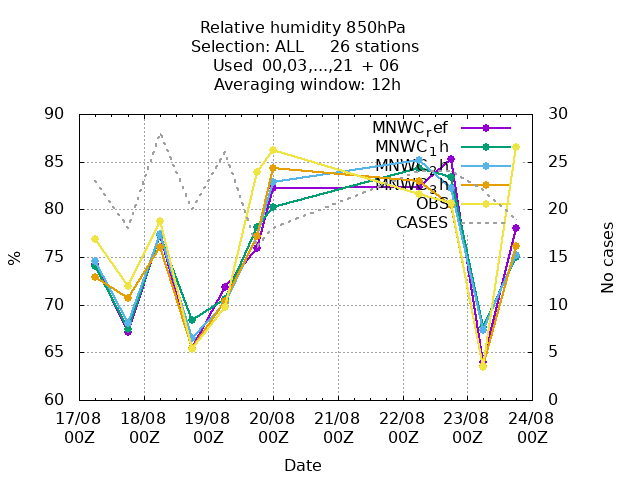 Relative humidity 850hPa
Selection: ALL 26 stations
Used 00,03,...,21 + 06
Averaging window: 12h
90
85
80
75
70
65
60
30
25
20
15
10
5
0
%
No cases
MNWC_ref
MNWC_1h
MNWC_2h
MNWC_3h
OBS
CASES
17/08 18/08 19/08 20/08 21/08 22/08 23/08 24/08
00Z 00Z 00Z 00Z 00Z 00Z 00Z 00Z
Date